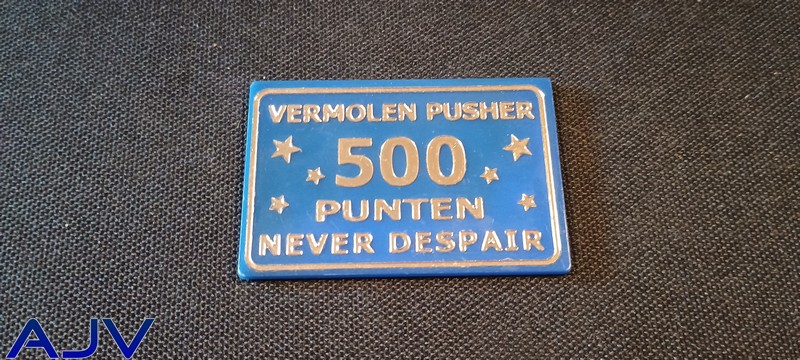 VERMOLEN PUSHER
500
PUNTEN
NEVER DESPAIR
AJV